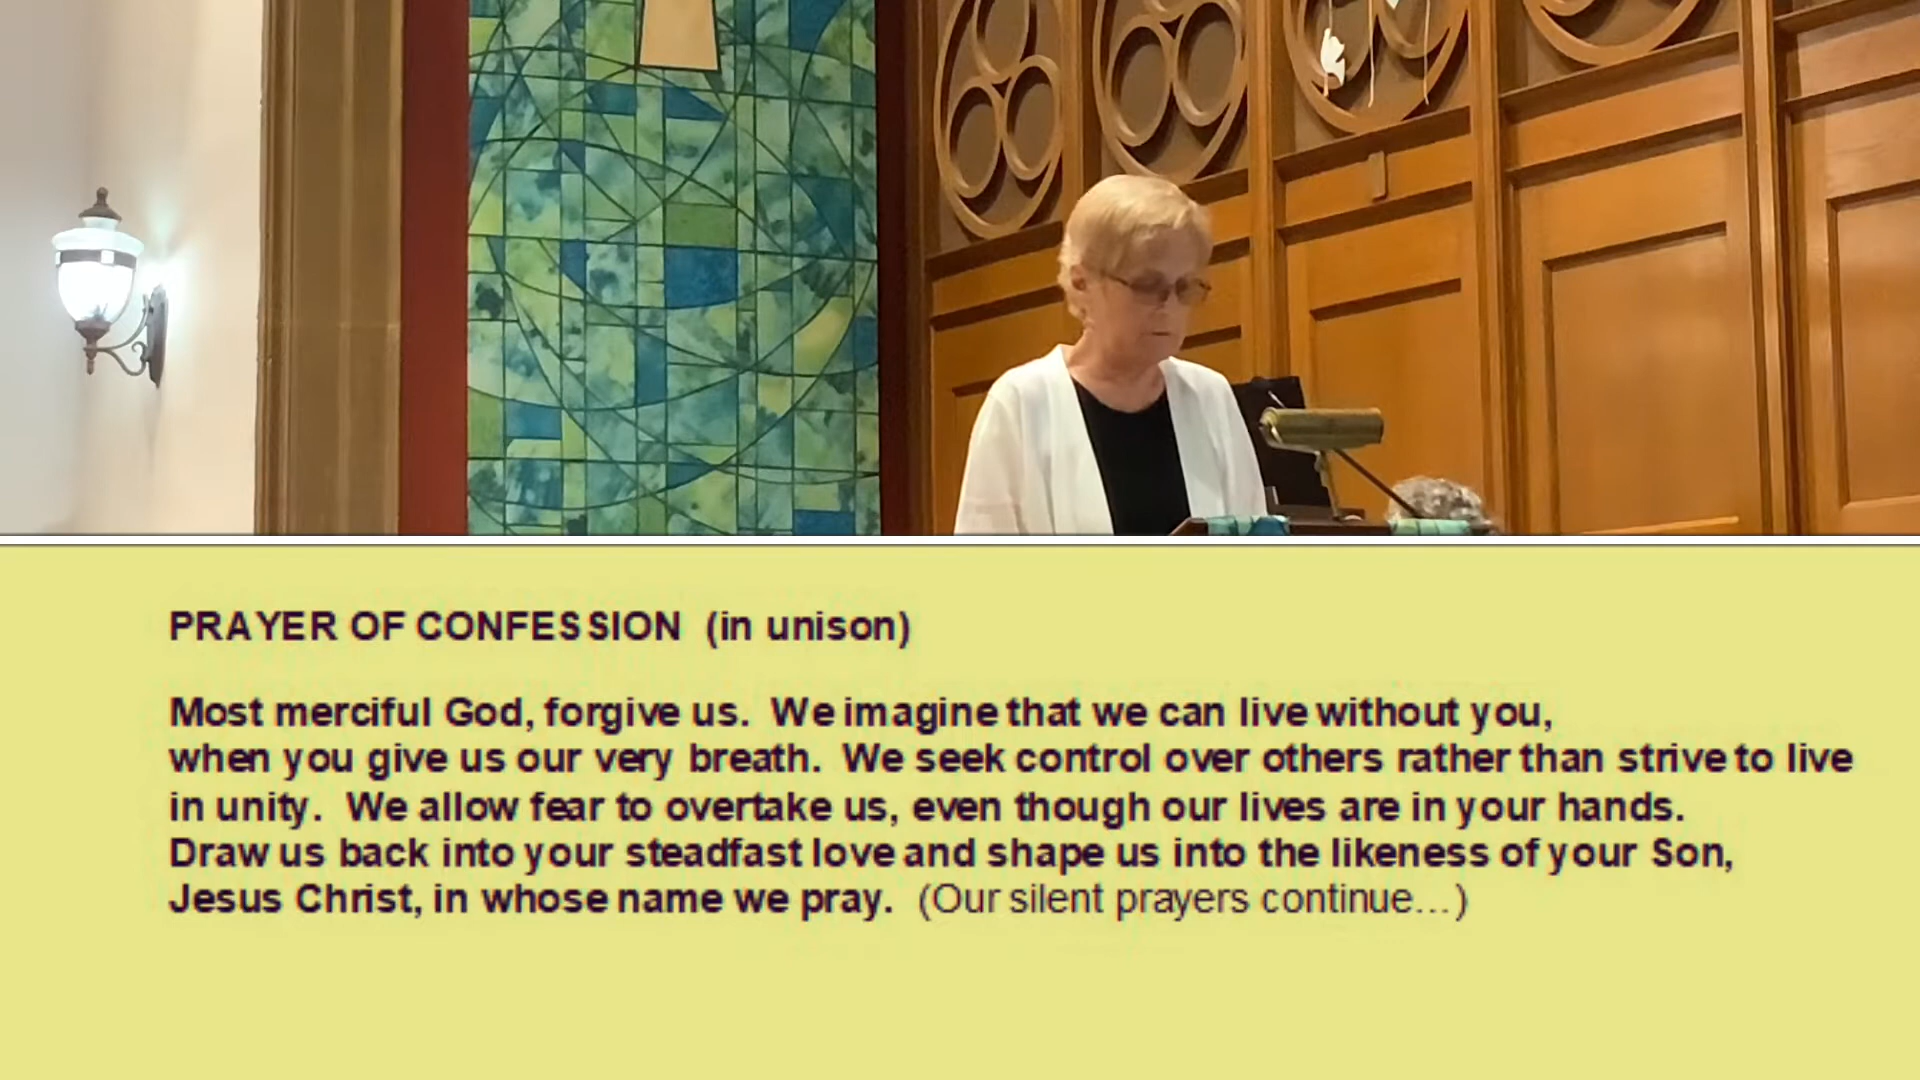 PRAYER OF CONFESSION (in unison)
Most merciful God, forgive us. We imagine that we can live without you,
when you give us our very breath. We seek control over others rather than strive to live
in unity. We allow fear to overtake us, even though our lives are in your hands.
Draw us back into your steadfast love and shape us into the likeness of your Son,
Jesus Christ, in whose name we pray. (Our silent prayers continue...)